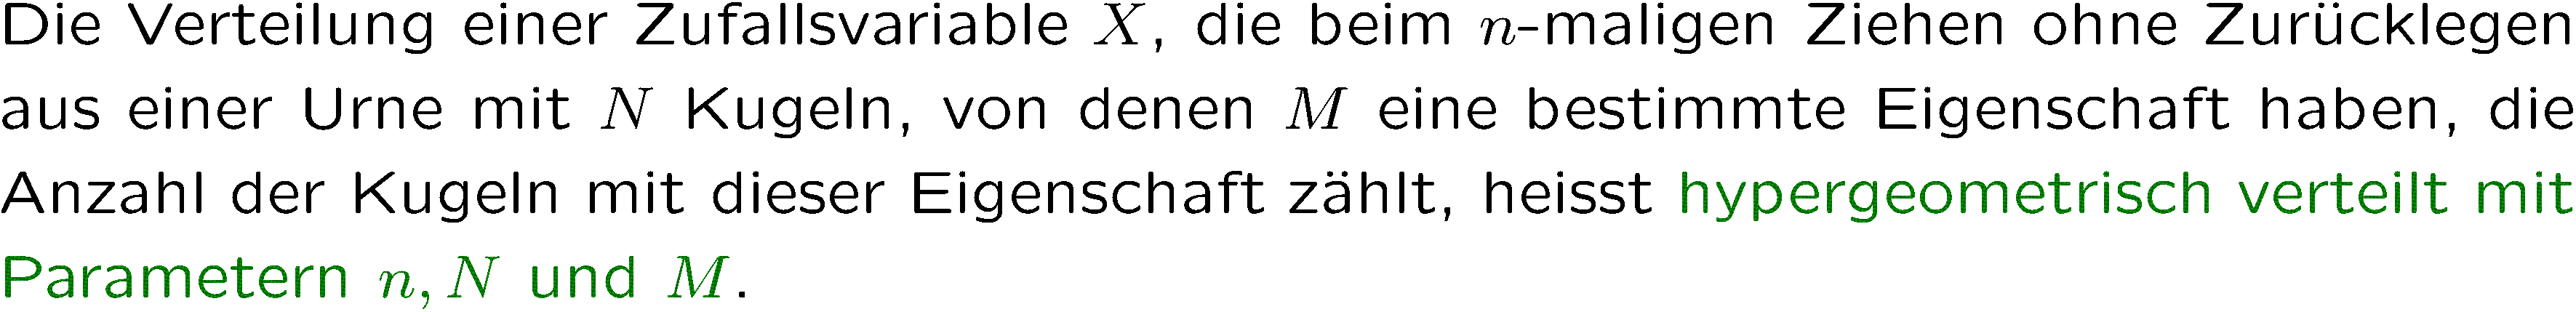 Die Verteilung einer Zufallsvariable X, die beim n-maligen Ziehen ohne Zurücklegen
aus einer Urne mit N Kugeln, von denen M eine bestimmte Eigenschaft haben, die
Anzahl der Kugeln mit dieser Eigenschaft zählt, heisst hypergeometrisch verteilt mit
Parametern n, N und M.